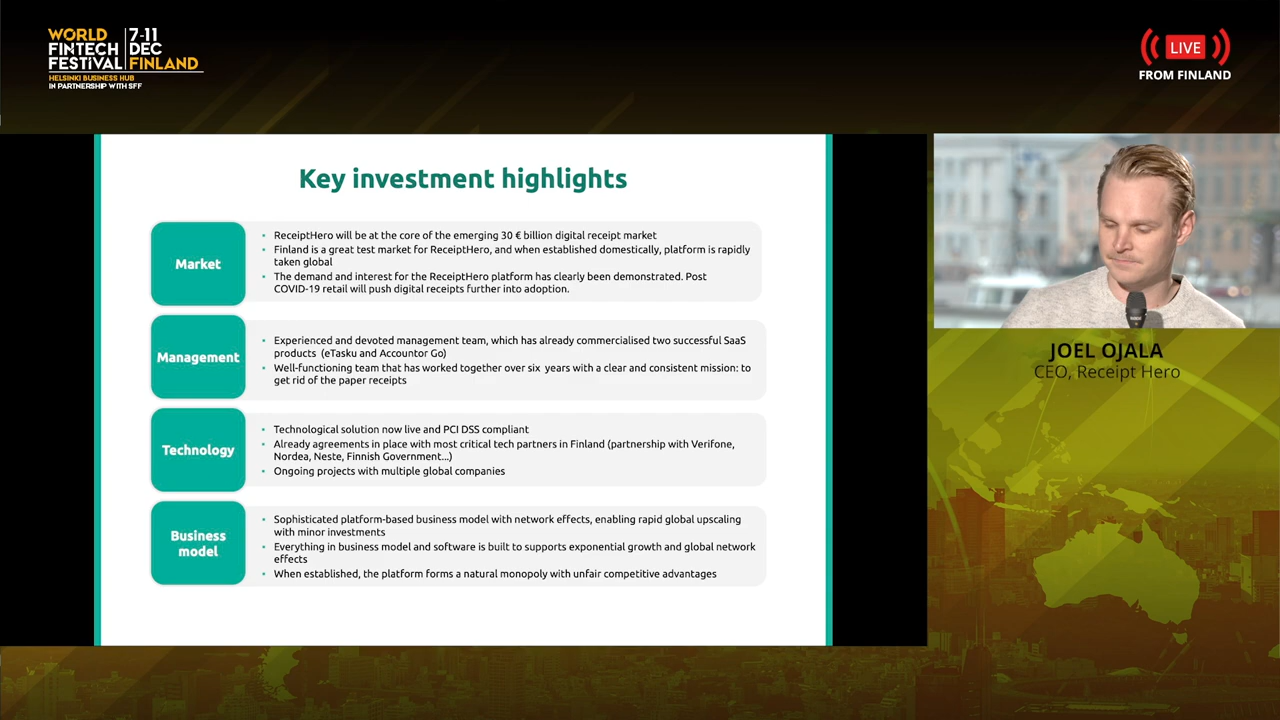 WORLD
FINTECH
FESTIVAL
7-11
DEC
FINLAND
HELSINKI BUSINESS HUB
IN PARTNERSHIP WITH SFF
LIVE
FROM FINLAND
Key investment highlights
Market
• ReceiptHero will be at the core of the emerging 30 € billion digital receipt market
• Finland is a great test market for ReceiptHero, and when established domestically, platform is rapidly
taken global
• The demand and interest for the ReceiptHero platform has clearly been demonstrated. Post
COVID-19 retail will push digital receipts further into adoption.
Management
• Experienced and devoted management team, which has already commercialised two successful SaaS
products (eTasku and Accountor Go)
• Well-functioning team that has worked together over six years with a clear and consistent mission: to
get rid of the paper receipts
Technology
• Technological solution now live and PCI DSS compliant
• Already agreements in place with most critical tech partners in Finland (partnership with Verifone,
Nordea, Neste, Finnish Government...)
• Ongoing projects with multiple global companies
Business
model
• Sophisticated platform-based business model with network effects, enabling rapid global upscaling
with minor investments
• Everything in business model and software is built to supports exponential growth and global network
effects
• When established, the platform forms a natural monopoly with unfair competitive advantages
JOEL OJALA
CEO, Receipt Hero